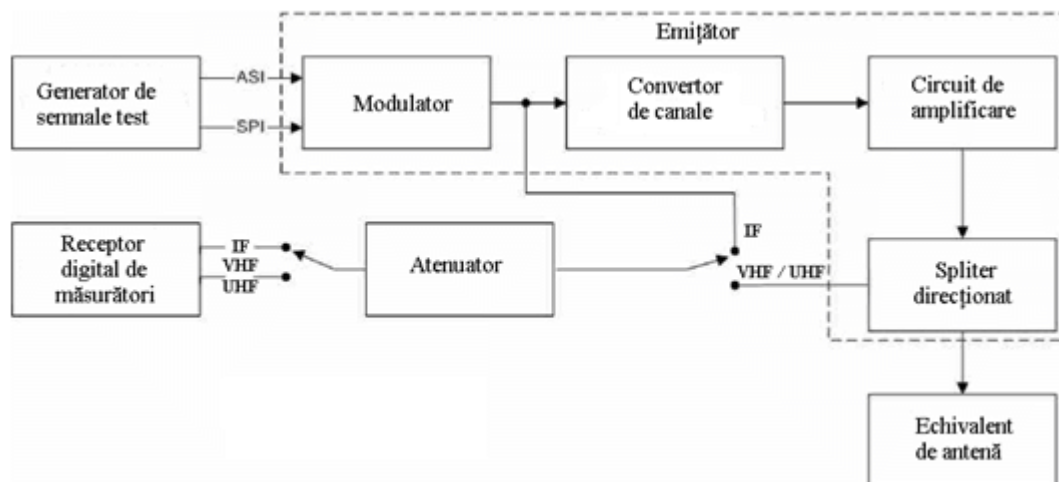 Emițător
Generator de
semnale test
ASI
SPI
Modulator
Convertor
de canale
Circuit de
amplificare
Receptor
digital de
măsurători
IF
VHF
UHF
Atenuator
IF
VHF / UHF
Spliter
direcționat
Echivalent
de antenă